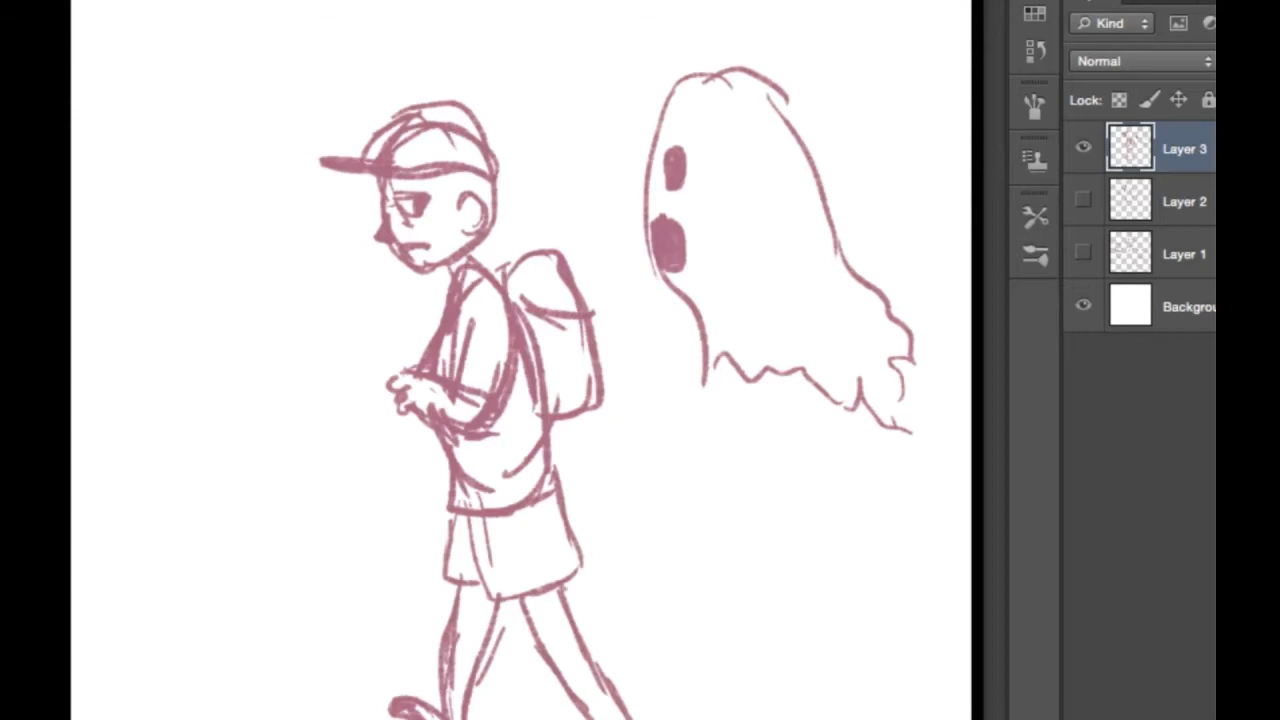 Kind
Normal
Lock:
Layer 3
Layer 2
Layer 1
Backgrou